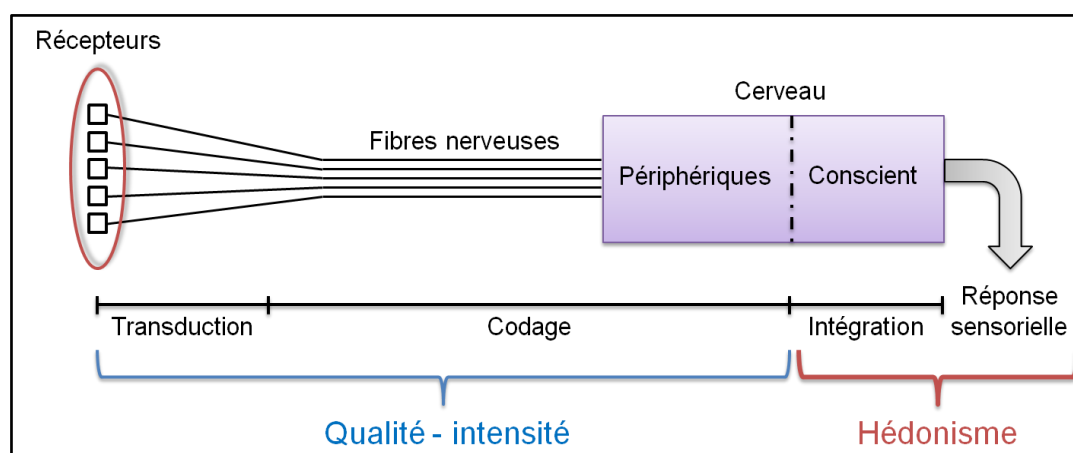 Récepteurs
Cerveau
Fibres nerveuses
Périphériques
Conscient
Transduction
Codage
Intégration
Réponse
sensorielle
Qualité - intensité
Hédonisme